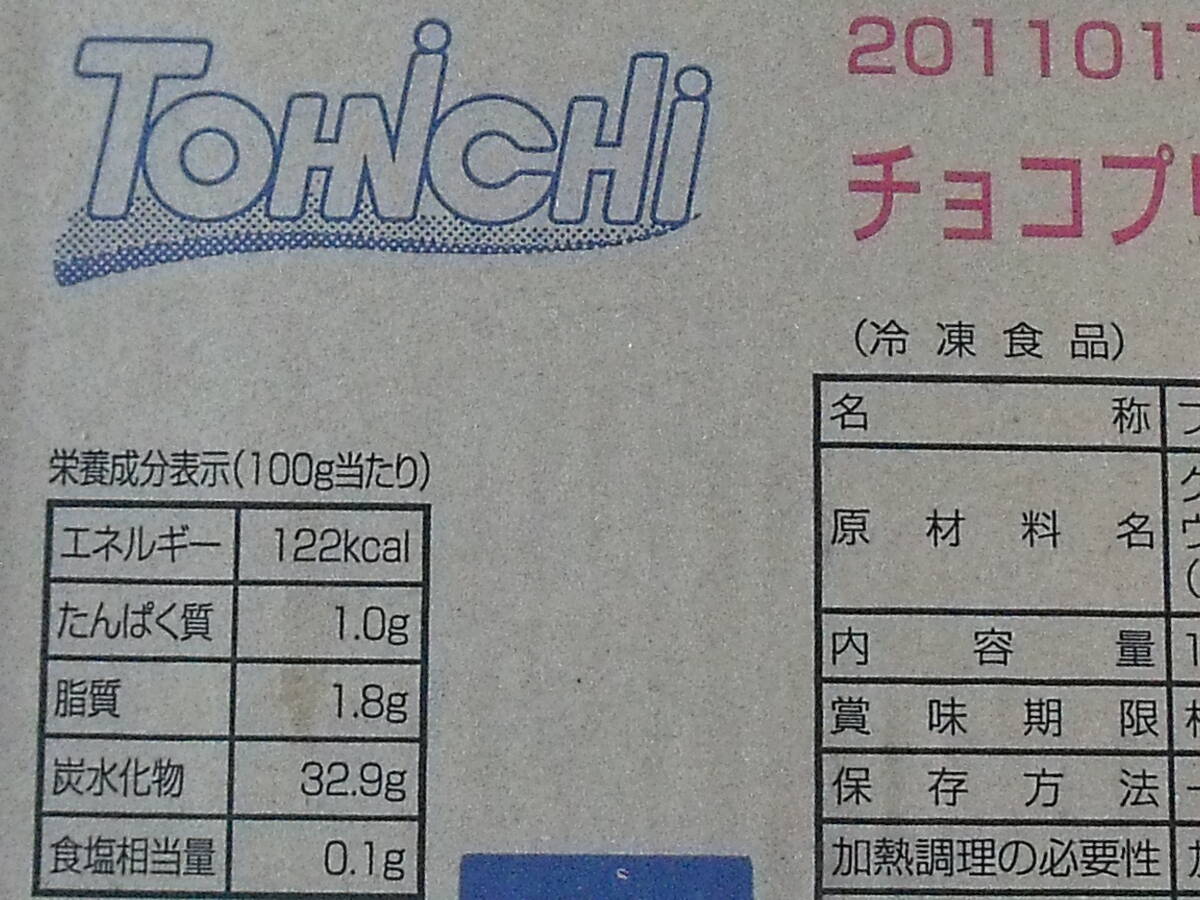 TOHNiCHi
2011017
チョコプ
(冷凍食品)
栄養成分表示(100g当たり)
エネルギー 122kcal
たんぱく質 1.0g
脂質 1.8g
炭水化物 32.9g
食塩相当量 0.1g
名称
原材料名
内容量
賞味期限
保存方法
加熱調理の必要性